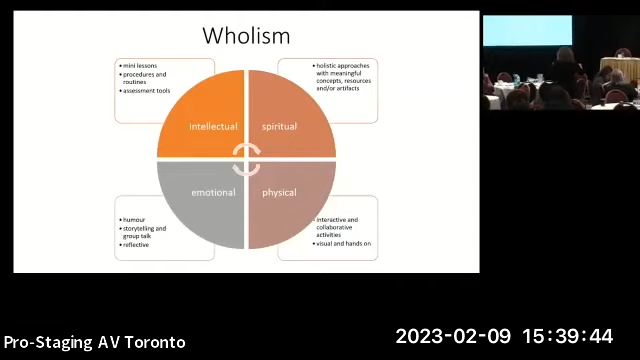 Wholism
• mini lessons
• procedures and
routines
• assessment tools
• holistic approaches
with meaningful
concepts, resources
and/or artifacts
intellectual
spiritual
emotional
physical
• humour
• storytelling and
group talk
• reflective
interactive and
collaborative
activities
• visual and hands on
Pro-Staging AV Toronto
2023-02-09 15:39:44